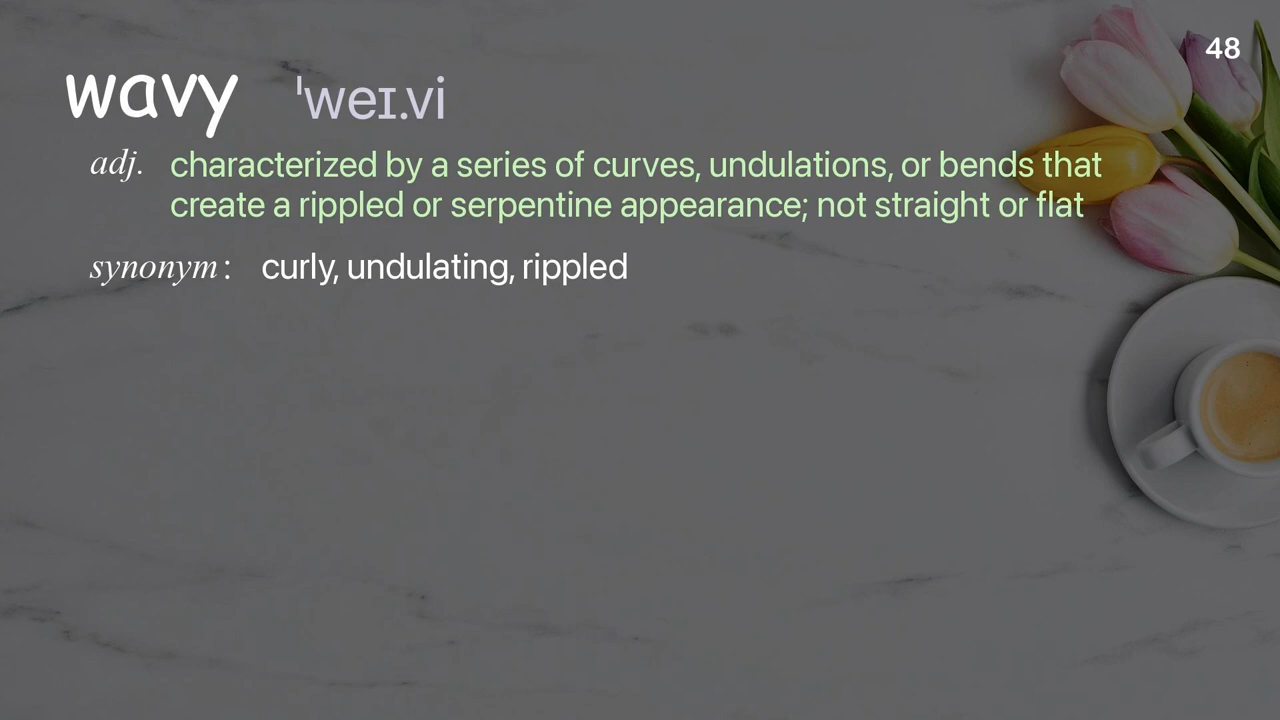 48
wavy ˈweɪ.vi
adj. characterized by a series of curves, undulations, or bends that
create a rippled or serpentine appearance; not straight or flat
synonym: curly, undulating, rippled